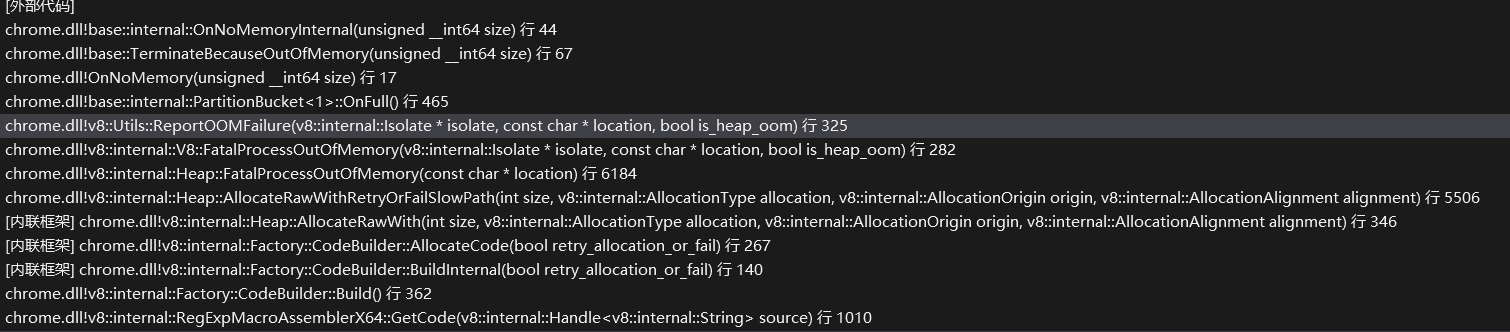 [外部代码]
chrome.dll!base::internal::OnNoMemoryInternal(unsigned __int64 size) 行 44
chrome.dll!base::TerminateBecauseOutOfMemory(unsigned __int64 size) 行 67
chrome.dll!OnNoMemory(unsigned __int64 size) 行 17
chrome.dll!base::internal::PartitionBucket<1>::OnFull() 行 465
chrome.dll!v8::Utils::ReportOOMFailure(v8::internal::Isolate * isolate, const char * location, bool is_heap_oom) 行 325
chrome.dll!v8::internal::V8::FatalProcessOutOfMemory(v8::internal::Isolate * isolate, const char * location, bool is_heap_oom) 行 282
chrome.dll!v8::internal::Heap::FatalProcessOutOfMemory(const char * location) 行 6184
chrome.dll!v8::internal::Heap::AllocateRawWithRetryOrFailSlowPath(int size, v8::internal::AllocationType allocation, v8::internal::AllocationOrigin origin, v8::internal::AllocationAlignment alignment) 行 5506
[内联框架] chrome.dll!v8::internal::Heap::AllocateRawWith(int size, v8::internal::AllocationType allocation, v8::internal::AllocationOrigin origin, v8::internal::AllocationAlignment alignment) 行 346
[内联框架] chrome.dll!v8::internal::Factory::CodeBuilder::AllocateCode(bool retry_allocation_or_fail) 行 267
[内联框架] chrome.dll!v8::internal::Factory::CodeBuilder::BuildInternal(bool retry_allocation_or_fail) 行 140
chrome.dll!v8::internal::Factory::CodeBuilder::Build() 行 362
chrome.dll!v8::internal::RegExpMacroAssemblerX64::GetCode(v8::internal::Handle<v8::internal::String> source) 行 1010